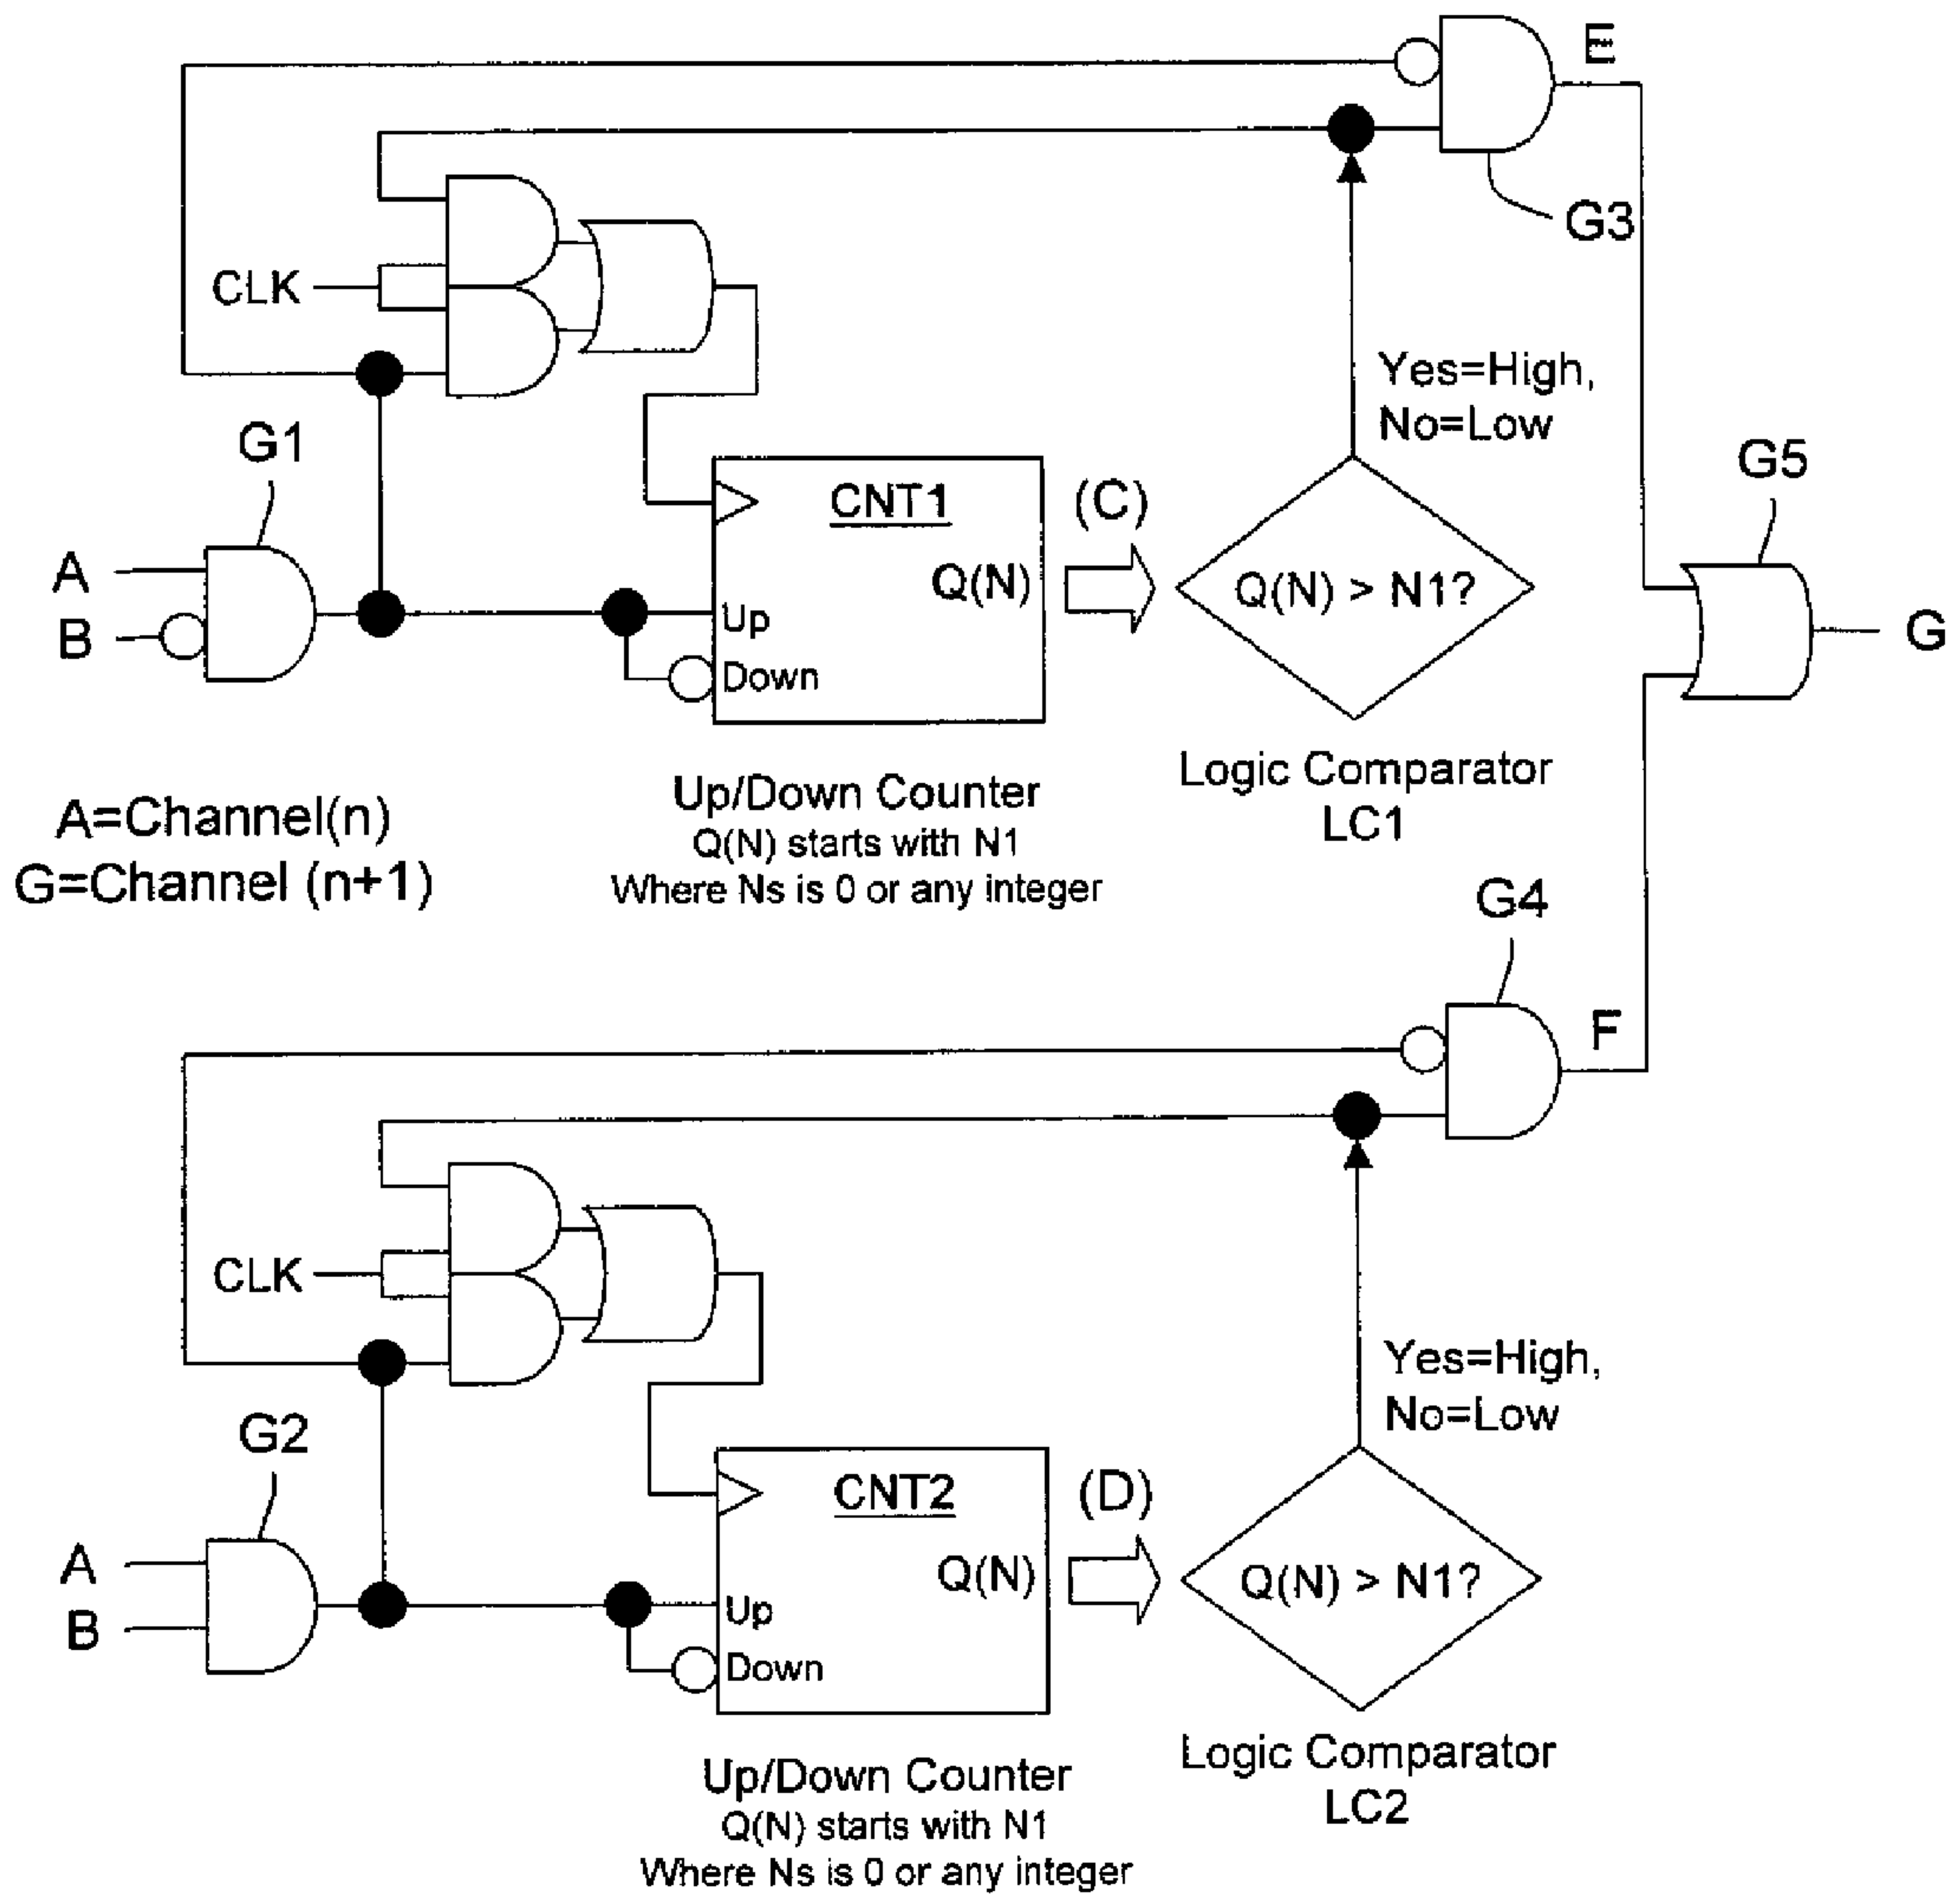 E
G3
CLK
Yes=High,
No=Low
G1
G5
CNT1
(C)
A
B
Q(N)
Up
Down
Q(N) > N1?
G
Logic Comparator
LC1
Up/Down Counter
Q(N) starts with N1
Where Ns is 0 or any integer
A=Channel(n)
G=Channel (n+1)
G4
F
CLK
Yes=High,
No=Low
G2
CNT2
(D)
A
B
Q(N)
Up
Down
Q(N) > N1?
Logic Comparator
LC2
Up/Down Counter
Q(N) starts with N1
Where Ns is 0 or any integer